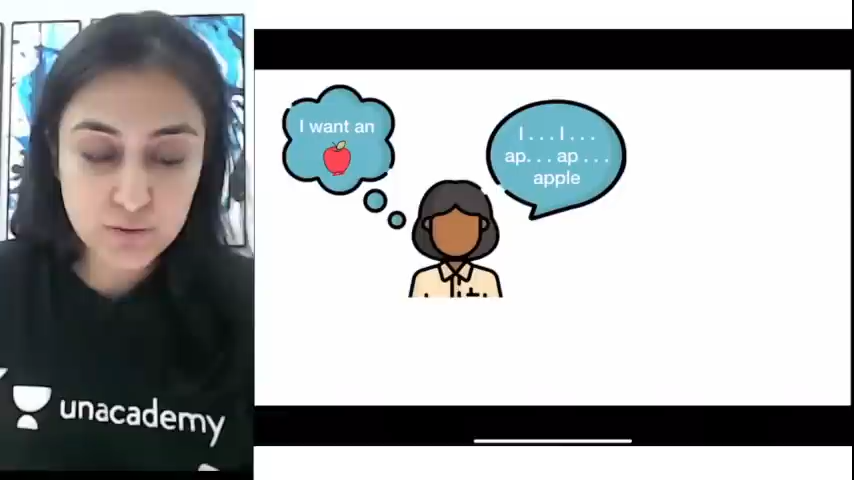 I want an
I . . . I . . .
ap. . . ap . . .
apple
unacademy